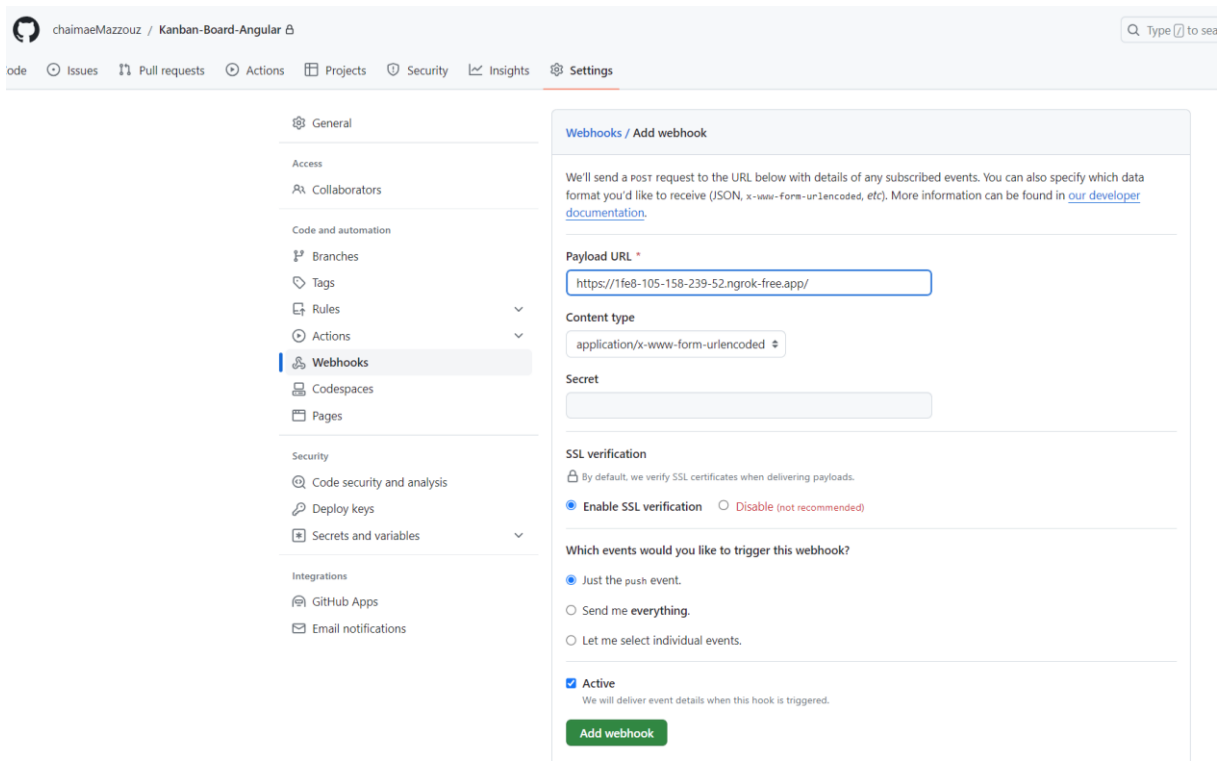 chaimaeMazzouz / Kanban-Board-Angular
Type / to sea
ode Issues Pull requests Actions Projects Security Insights Settings
General
Access
Collaborators
Code and automation
Branches
Tags
Rules
Actions
Webhooks
Codespaces
Pages
Security
Code security and analysis
Deploy keys
Secrets and variables
Integrations
GitHub Apps
Email notifications
Webhooks / Add webhook
We'll send a POST request to the URL below with details of any subscribed events. You can also specify which data
format you'd like to receive (JSON, x-www-form-urlencoded, etc). More information can be found in our developer
documentation.
Payload URL *
https://1fe8-105-158-239-52.ngrok-free.app/
Content type
application/x-www-form-urlencoded
Secret
SSL verification
By default, we verify SSL certificates when delivering payloads.
Enable SSL verification Disable (not recommended)
Which events would you like to trigger this webhook?
Just the push event.
Send me everything.
Let me select individual events.
Active
We will deliver event details when this hook is triggered.
Add webhook